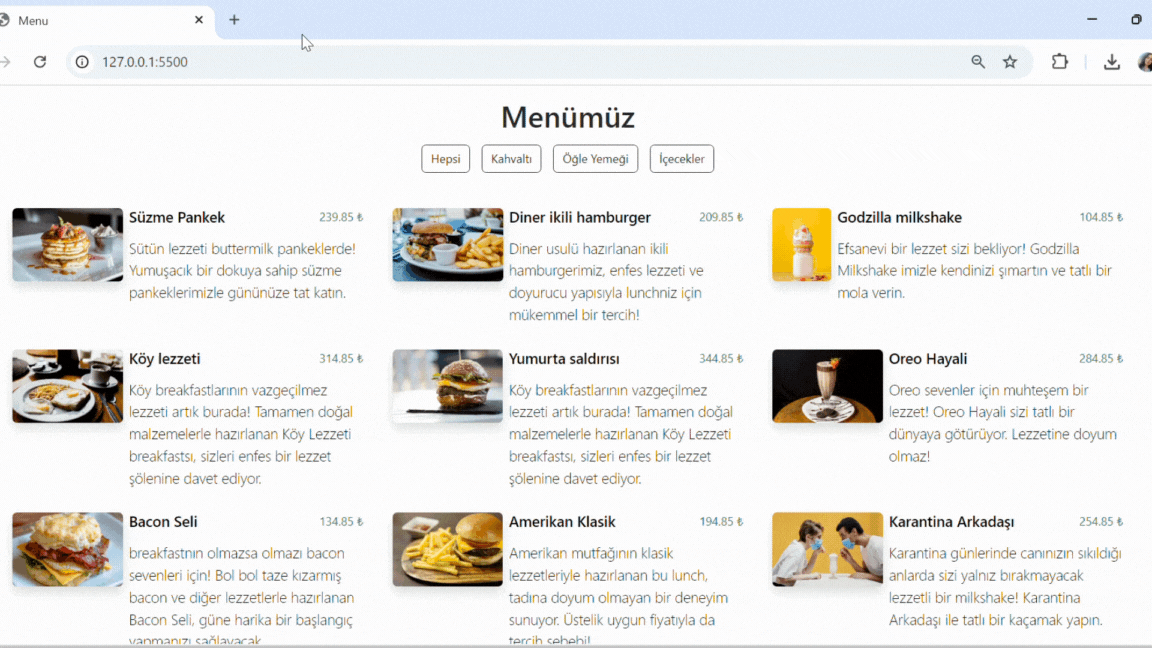 Menu
127.0.0.1:5500
Menümüz
Hepsi
Kahvaltı
Öğle Yemeği
İçecekler
Süzme Pankek
239.85 ₺
Sütün lezzeti buttermilk pankeklerde!
Yumuşacık bir dokuya sahip süzme
pankeklerimizle gününüze tat katın.
Diner ikili hamburger
209.85 ₺
Diner usulü hazırlanan ikili
hamburgerimiz, enfes lezzeti ve
doyurucu yapısıyla lunchniz için
mükemmel bir tercih!
Godzilla milkshake
104.85 ₺
Efsanevi bir lezzet sizi bekliyor! Godzilla
Milkshake imizle kendinizi şımartın ve tatlı bir
mola verin.
Köy lezzeti
314.85 ₺
Köy breakfastlarının vazgeçilmez
lezzeti artık burada! Tamamen doğal
malzemelerle hazırlanan Köy Lezzeti
breakfastsı, sizleri enfes bir lezzet
şölenine davet ediyor.
Yumurta saldırısı
344.85 ₺
Köy breakfastlarının vazgeçilmez
lezzeti artık burada! Tamamen doğal
malzemelerle hazırlanan Köy Lezzeti
breakfastsı, sizleri enfes bir lezzet
şölenine davet ediyor.
Oreo Hayali
284.85 ₺
Oreo sevenler için muhteşem bir
lezzet! Oreo Hayali sizi tatlı bir
dünyaya götürüyor. Lezzetine doyum
olmaz!
Bacon Seli
134.85 ₺
breakfastnın olmazsa olmazı bacon
sevenleri için! Bol bol taze kızarmış
bacon ve diğer lezzetlerle hazırlanan
Bacon Seli, güne harika bir başlangıç
yapmanızı sağlayacak
Amerikan Klasik
194.85 ₺
Amerikan mutfağının klasik
lezzetleriyle hazırlanan bu lunch,
tadına doyum olmayan bir deneyim
sunuyor. Üstelik uygun fiyatıyla da
tercih sebebi!
Karantina Arkadaşı
254.85 ₺
Karantina günlerinde canınızın sıkıldığı
anlarda sizi yalnız bırakmayacak
lezzetli bir milkshake! Karantina
Arkadaşı ile tatlı bir kaçamak yapın.